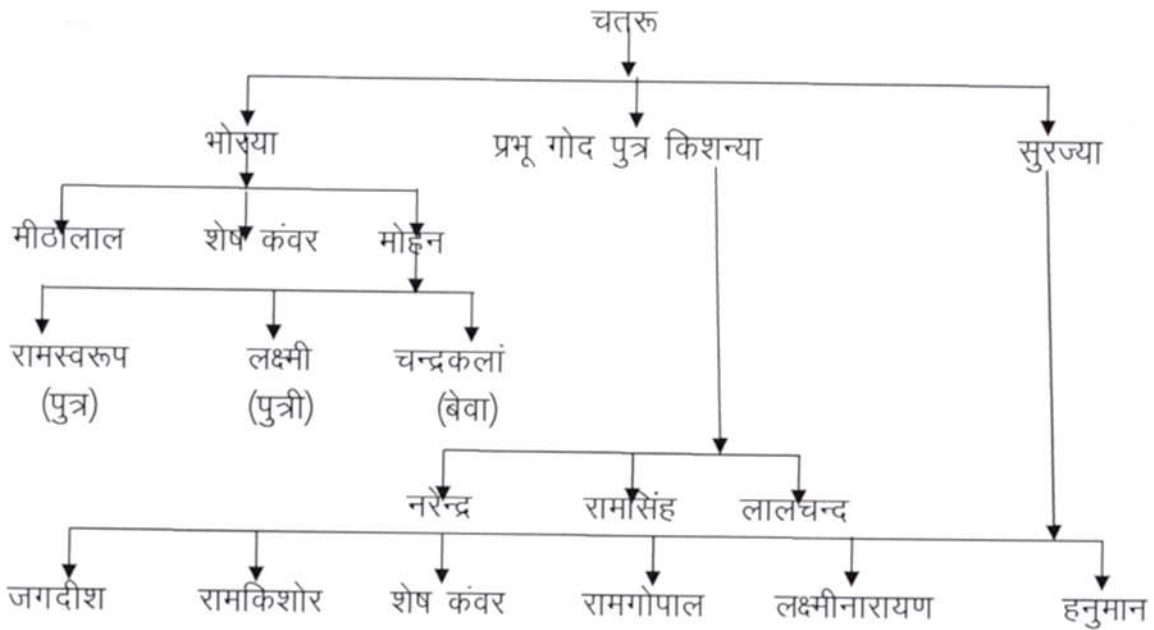 चतरू
भोरया प्रभू गोद पुत्र किशन्या सुरज्या
मीठालाल शेष कंवर मोहन
रामस्वरूप लक्ष्मी चन्द्रकलां
(पुत्र) (पुत्री) (बेवा)
नरेन्द्र रामसिंह लालचन्द
जगदीश रामकिशोर शेष कंवर रामगोपाल लक्ष्मीनारायण हनुमान